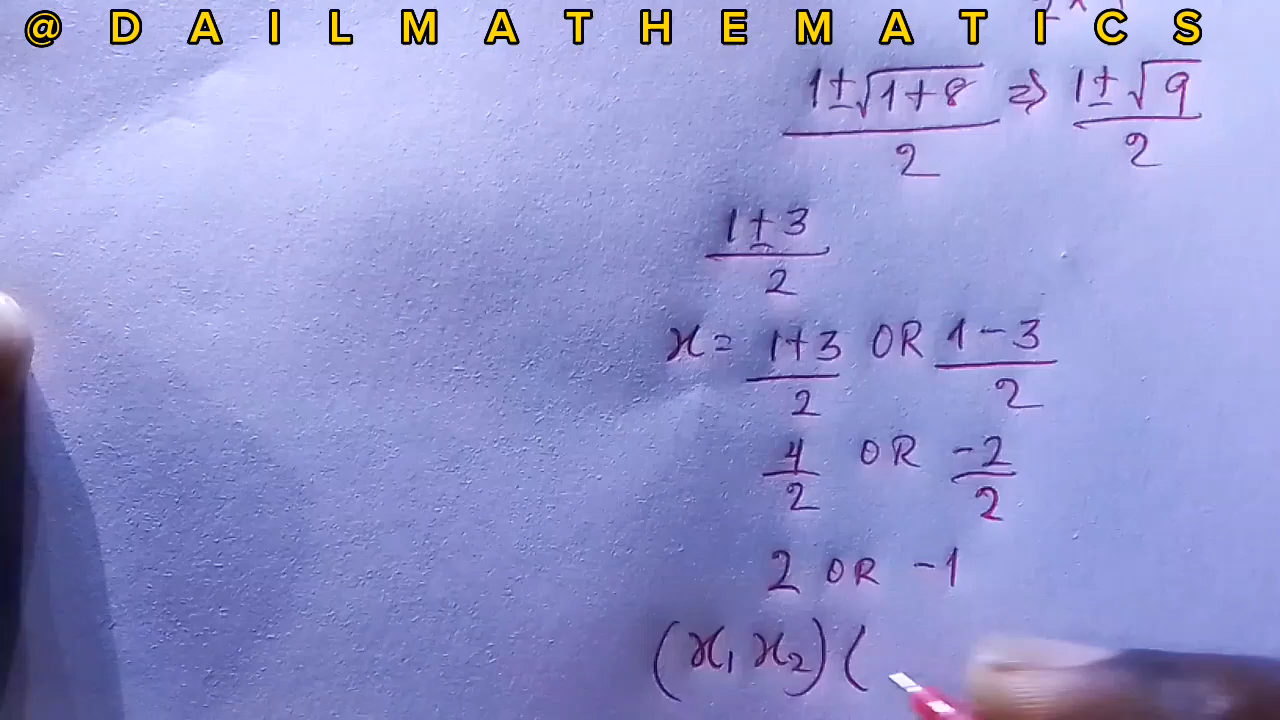 @DAILMATHEMATICS
1±√1+8 / 2 ⇒ 1±√9 / 2
1±3 / 2
x = 1+3 / 2 OR 1-3 / 2
4/2 OR -2/2
2 OR -1
(x₁ x₂) (